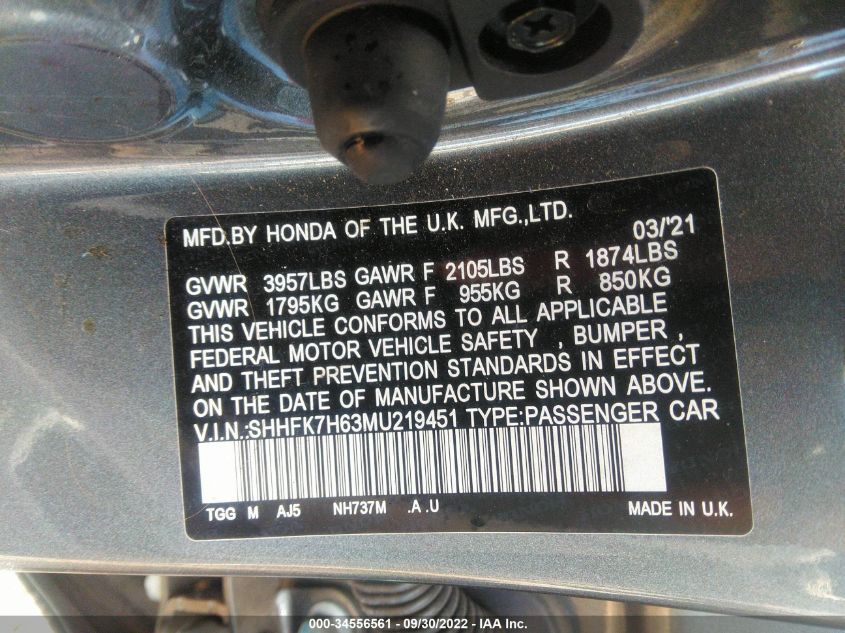 MFD.BY HONDA OF THE U.K. MFG.,LTD. 03/'21
GVWR 3957LBS GAWR F 2105LBS R 1874LBS
GVWR 1795KG GAWR F 955KG R 850KG
THIS VEHICLE CONFORMS TO ALL APPLICABLE
FEDERAL MOTOR VEHICLE SAFETY , BUMPER ,
AND THEFT PREVENTION STANDARDS IN EFFECT
ON THE DATE OF MANUFACTURE SHOWN ABOVE.
V.I.N.:SHHFK7H63MU219451 TYPE:PASSENGER CAR
TGG M AJ5 NH737M .A .U MADE IN U.K.
000-34556561 - 09/30/2022 - IAA Inc.